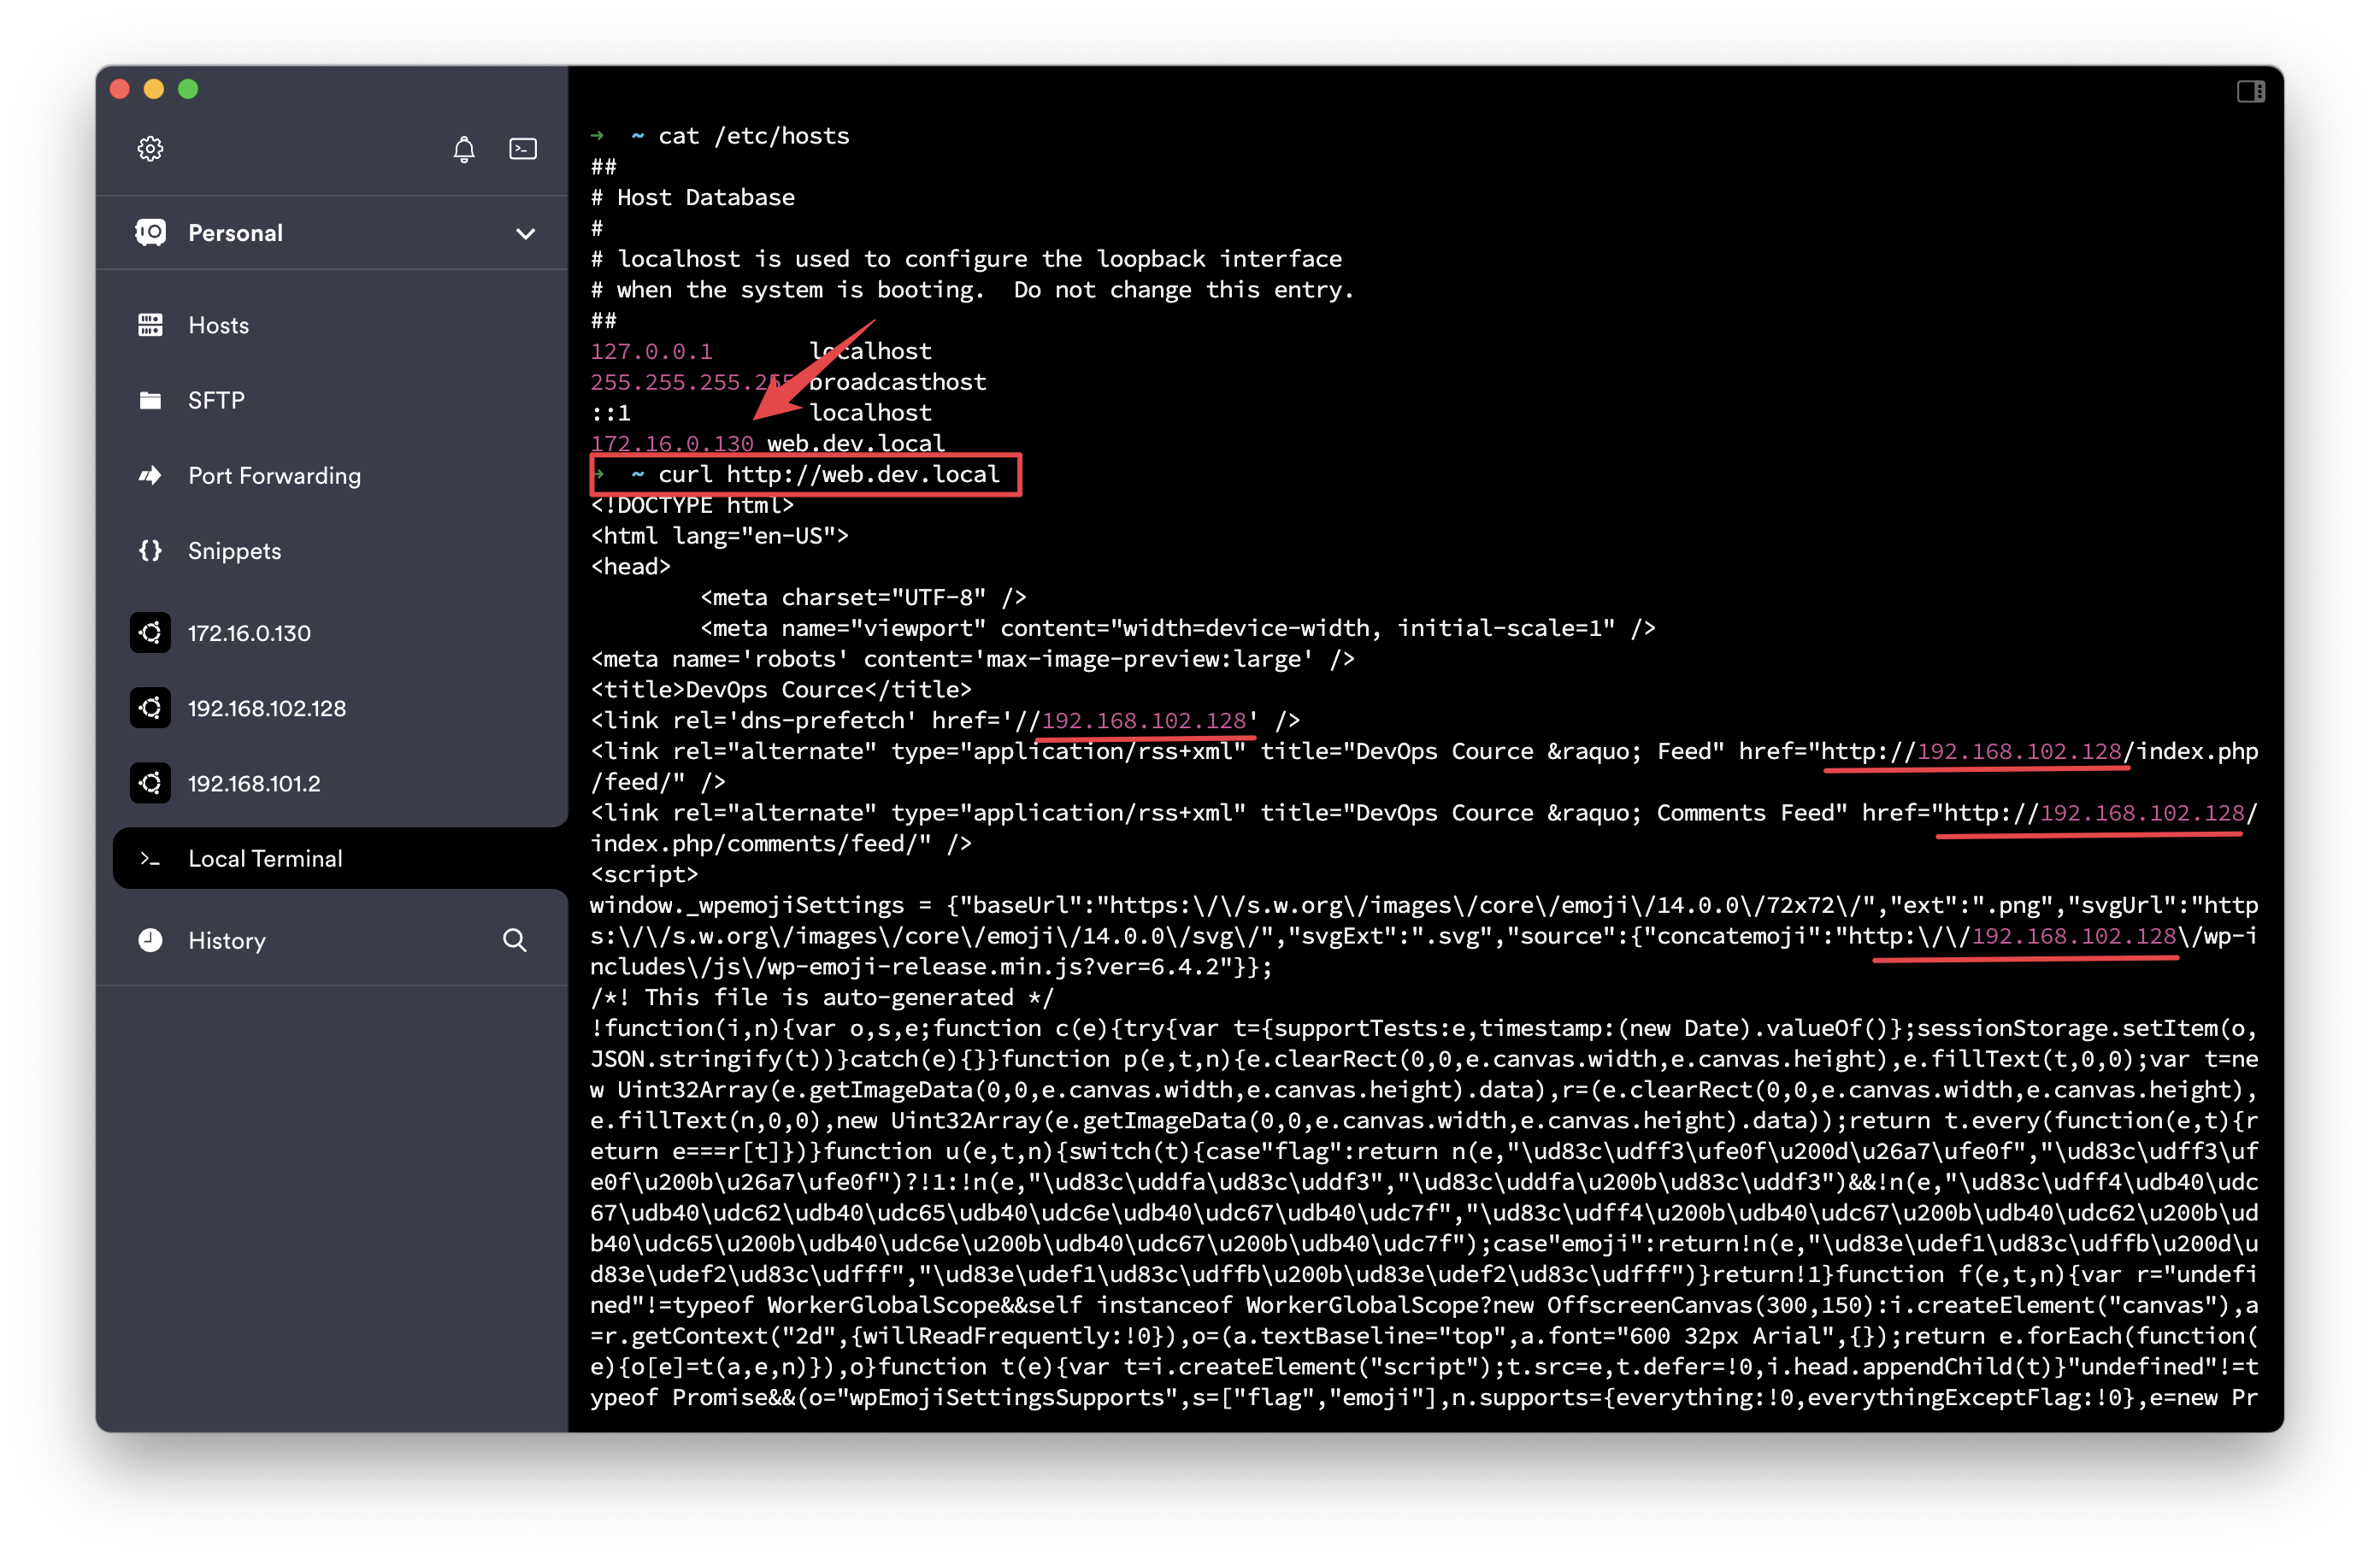 Personal
Hosts
SFTP
Port Forwarding
Snippets
172.16.0.130
192.168.102.128
192.168.101.2
Local Terminal
History
→  ~ cat /etc/hosts
##
# Host Database
#
# localhost is used to configure the loopback interface
# when the system is booting.  Do not change this entry.
##
127.0.0.1       localhost
255.255.255.255 broadcasthost
::1             localhost
172.16.0.130 web.dev.local
→  ~ curl http://web.dev.local
<!DOCTYPE html>
<html lang="en-US">
<head>
        <meta charset="UTF-8" />
        <meta name="viewport" content="width=device-width, initial-scale=1" />
<meta name='robots' content='max-image-preview:large' />
<title>DevOps Cource</title>
<link rel='dns-prefetch' href='//192.168.102.128' />
<link rel="alternate" type="application/rss+xml" title="DevOps Cource &raquo; Feed" href="http://192.168.102.128/index.php
/feed/" />
<link rel="alternate" type="application/rss+xml" title="DevOps Cource &raquo; Comments Feed" href="http://192.168.102.128/
index.php/comments/feed/" />
<script>
window._wpemojiSettings = {"baseUrl":"https:\/\/s.w.org\/images\/core\/emoji\/14.0.0\/72x72\/","ext":".png","svgUrl":"http
s:\/\/s.w.org\/images\/core\/emoji\/14.0.0\/svg\/","svgExt":".svg","source":{"concatemoji":"http:\/\/192.168.102.128\/wp-i
ncludes\/js\/wp-emoji-release.min.js?ver=6.4.2"}};
/*! This file is auto-generated */
!function(i,n){var o,s,e;function c(e){try{var t={supportTests:e,timestamp:(new Date).valueOf()};sessionStorage.setItem(o,
JSON.stringify(t))}catch(e){}}function p(e,t,n){e.clearRect(0,0,e.canvas.width,e.canvas.height),e.fillText(t,0,0);var t=ne
w Uint32Array(e.getImageData(0,0,e.canvas.width,e.canvas.height).data),r=(e.clearRect(0,0,e.canvas.width,e.canvas.height),
e.fillText(n,0,0),new Uint32Array(e.getImageData(0,0,e.canvas.width,e.canvas.height).data));return t.every(function(e,t){r
eturn e===r[t]})}function u(e,t,n){switch(t){case"flag":return n(e,"\ud83c\udff3\ufe0f\u200d\u26a7\ufe0f","\ud83c\udff3\uf
e0f\u200b\u26a7\ufe0f")?!1:!n(e,"\ud83c\uddfa\ud83c\uddf3","\ud83c\uddfa\u200b\ud83c\uddf3")&&!n(e,"\ud83c\udff4\udb40\udc
67\udb40\udc62\udb40\udc65\udb40\udc6e\udb40\udc67\udb40\udc7f","\ud83c\udff4\u200b\udb40\udc67\u200b\udb40\udc62\u200b\ud
b40\udc65\u200b\udb40\udc6e\u200b\udb40\udc67\u200b\udb40\udc7f");case"emoji":return!n(e,"\ud83e\udef1\ud83c\udffb\u200d\u
d83e\udef2\ud83c\udfff","\ud83e\udef1\ud83c\udffb\u200b\ud83e\udef2\ud83c\udfff")}return!1}function f(e,t,n){var r="undefi
ned"!=typeof WorkerGlobalScope&&self instanceof WorkerGlobalScope?new OffscreenCanvas(300,150):i.createElement("canvas"),a
=r.getContext("2d",{willReadFrequently:!0}),o=(a.textBaseline="top",a.font="600 32px Arial",{});return e.forEach(function(
e){o[e]=t(a,e,n)}),o}function t(e){var t=i.createElement("script");t.src=e,t.defer=!0,i.head.appendChild(t)}"undefined"!=t
ypeof Promise&&(o="wpEmojiSettingsSupports",s=["flag","emoji"],n.supports={everything:!0,everythingExceptFlag:!0},e=new Pr